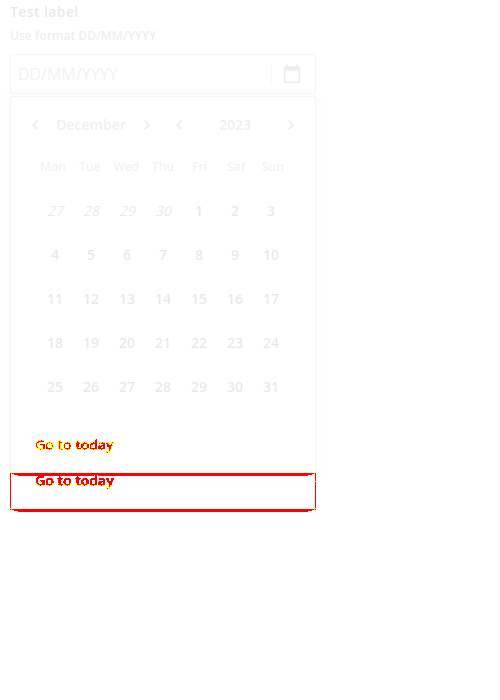 Test label
Use format DD/MM/YYYY
DD/MM/YYYY
December 2023
Mon Tue Wed Thu Fri Sat Sun
27 28 29 30 1 2 3
4 5 6 7 8 9 10
11 12 13 14 15 16 17
18 19 20 21 22 23 24
25 26 27 28 29 30 31
Go to today
Go to today